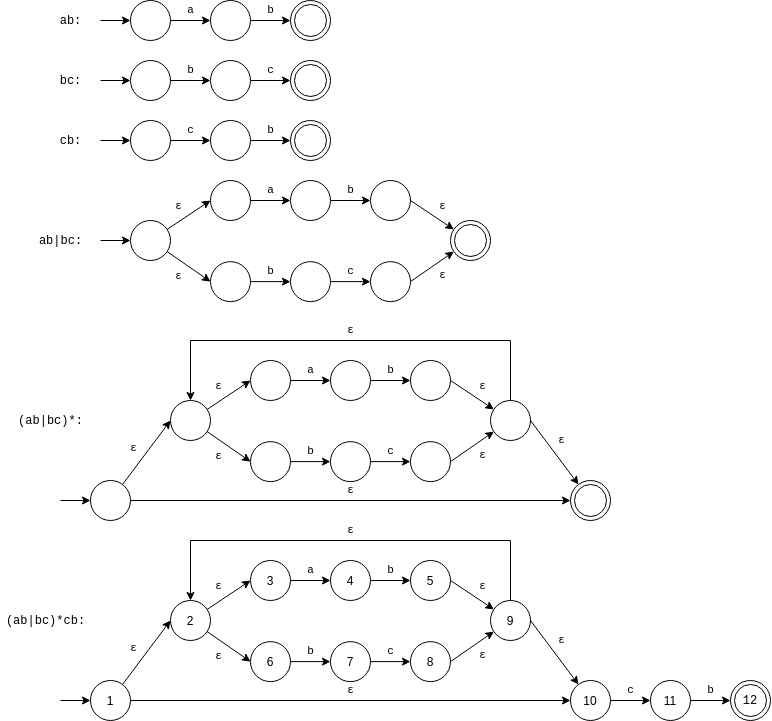 ab: a b
bc: b c
cb: c b
ε a b ε
ab|bc:
ε b c ε
ε
ε a b ε
(ab|bc)*:
ε ε b c ε ε
ε
ε
ε 3 a 4 b 5 ε
(ab|bc)*cb: 2 9
ε ε 6 b 7 c 8 ε ε
1 ε 10 c 11 b 12